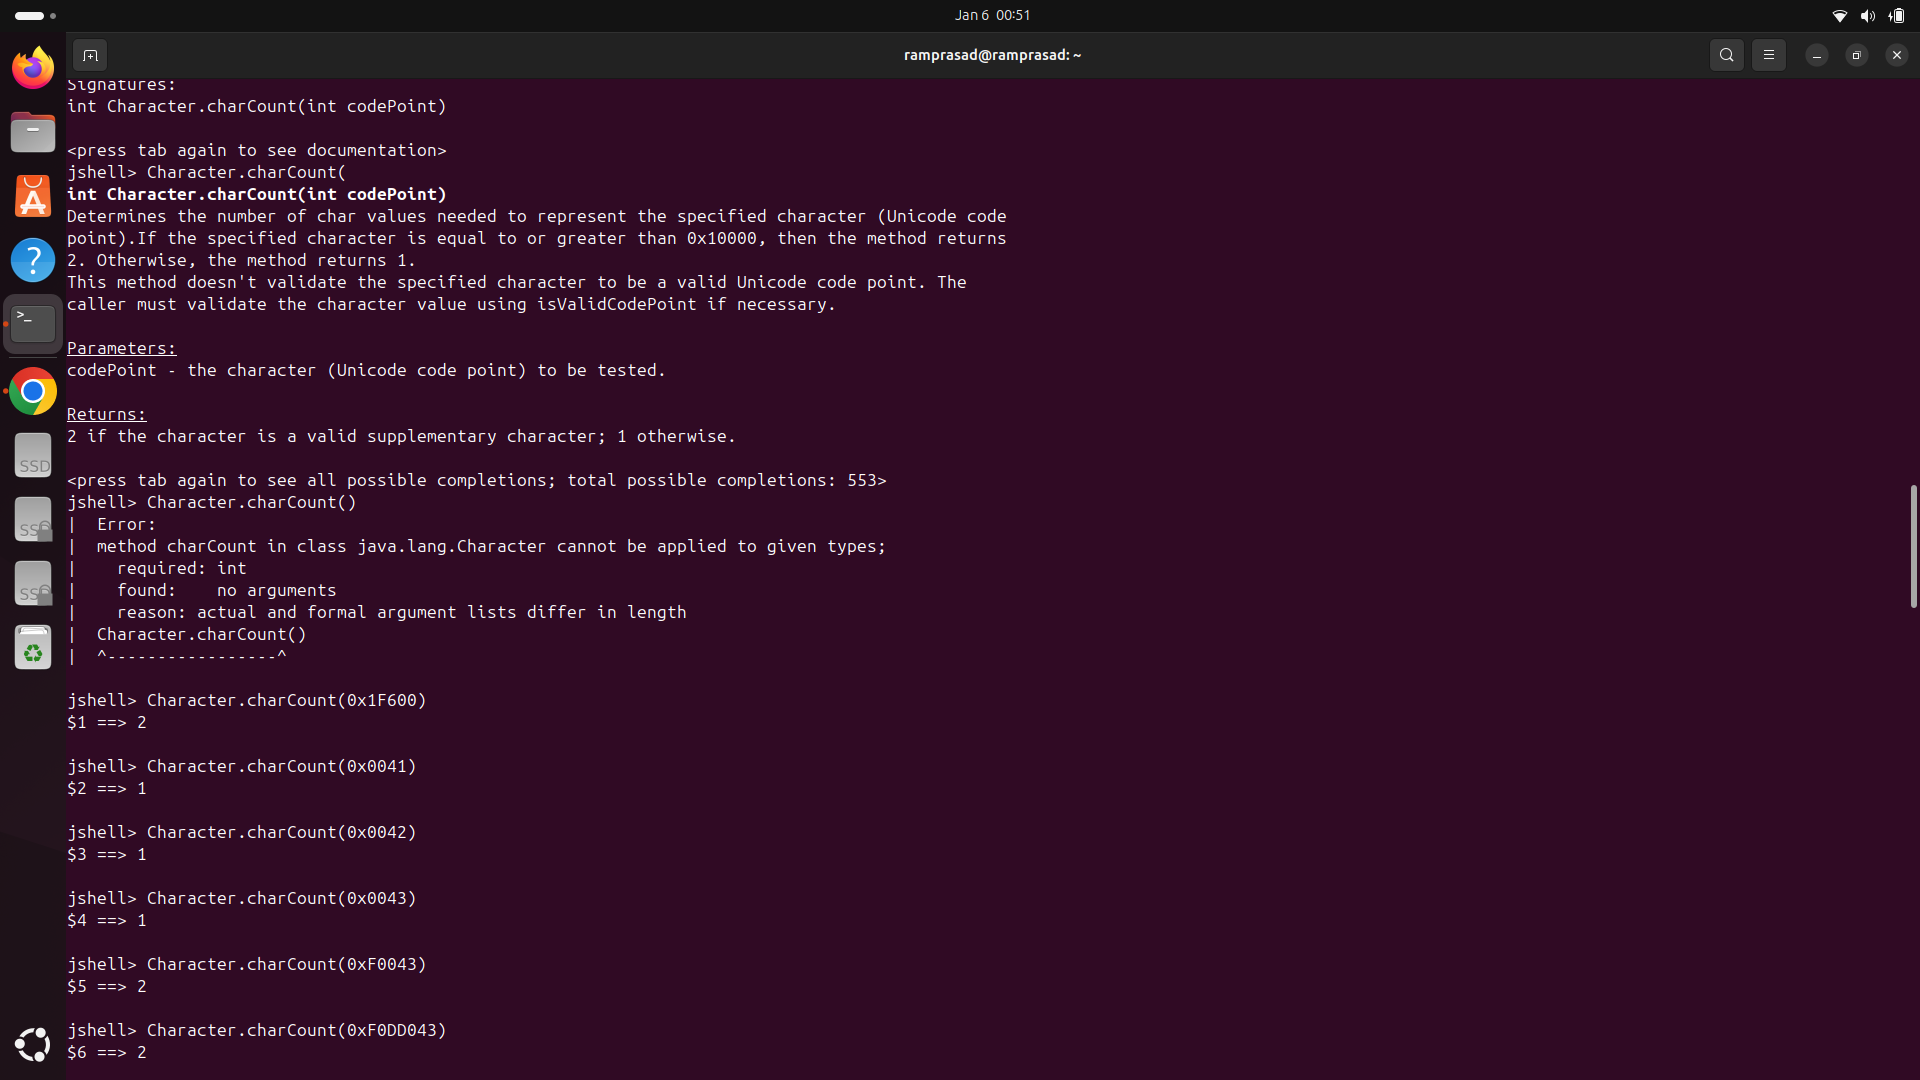 Jan 6 00:51
ramprasad@ramprasad: ~
Signatures:
int Character.charCount(int codePoint)
<press tab again to see documentation>
jshell> Character.charCount(
int Character.charCount(int codePoint)
Determines the number of char values needed to represent the specified character (Unicode code
point).If the specified character is equal to or greater than 0x10000, then the method returns
2. Otherwise, the method returns 1.
This method doesn't validate the specified character to be a valid Unicode code point. The
caller must validate the character value using isValidCodePoint if necessary.
Parameters:
codePoint - the character (Unicode code point) to be tested.
Returns:
2 if the character is a valid supplementary character; 1 otherwise.
<press tab again to see all possible completions; total possible completions: 553>
jshell> Character.charCount()
|  Error:
|  method charCount in class java.lang.Character cannot be applied to given types;
|    required: int
|    found:    no arguments
|    reason: actual and formal argument lists differ in length
|  Character.charCount()
|  ^-----------------^
jshell> Character.charCount(0x1F600)
$1 ==> 2
jshell> Character.charCount(0x0041)
$2 ==> 1
jshell> Character.charCount(0x0042)
$3 ==> 1
jshell> Character.charCount(0x0043)
$4 ==> 1
jshell> Character.charCount(0xF0043)
$5 ==> 2
jshell> Character.charCount(0xF0DD043)
$6 ==> 2
>_
SSD
SSD
SSD